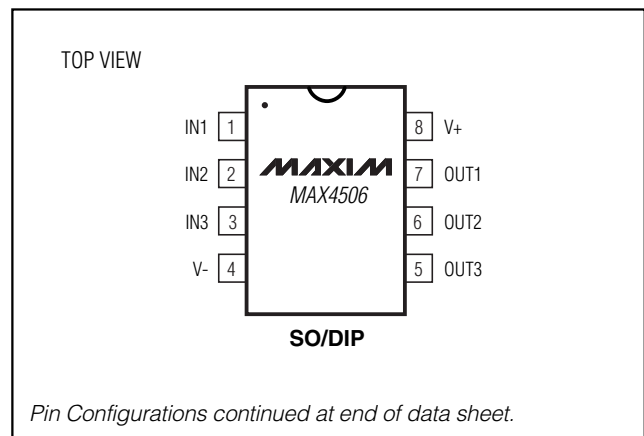 TOP VIEW
IN1 1 8 V+
IN2 2 MAXIM 7 OUT1
MAX4506
IN3 3 6 OUT2
V- 4 5 OUT3
SO/DIP
Pin Configurations continued at end of data sheet.